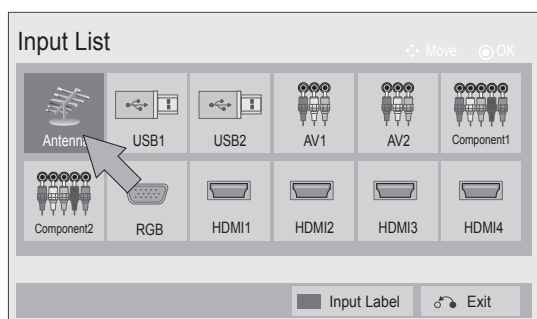 Input List
Move OK
Antenna USB1 USB2 AV1 AV2 Component1
Component2 RGB HDMI1 HDMI2 HDMI3 HDMI4
Input Label Exit